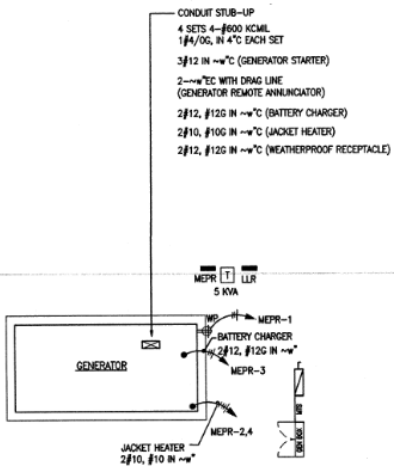 CONDUIT STUB-UP
4 SETS 4-#600 KCMIL
1#4/0G, IN 4"C EACH SET
3#12 IN ~w"C (GENERATOR STARTER)
2-~w"EC WITH DRAG LINE
(GENERATOR REMOTE ANNUNCIATOR)
2#12, #12G IN ~w"C (BATTERY CHARGER)
2#10, #10G IN ~w"C (JACKET HEATER)
2#12, #12G IN ~w"C (WEATHERPROOF RECEPTACLE)
MEPR T LLR
5 KVA
WP
MEPR-1
BATTERY CHARGER
2#12, #12G IN ~w"
GENERATOR
MEPR-3
MEPR-2,4
JACKET HEATER
2#10, #10 IN ~w"
MTS
GEN BOX